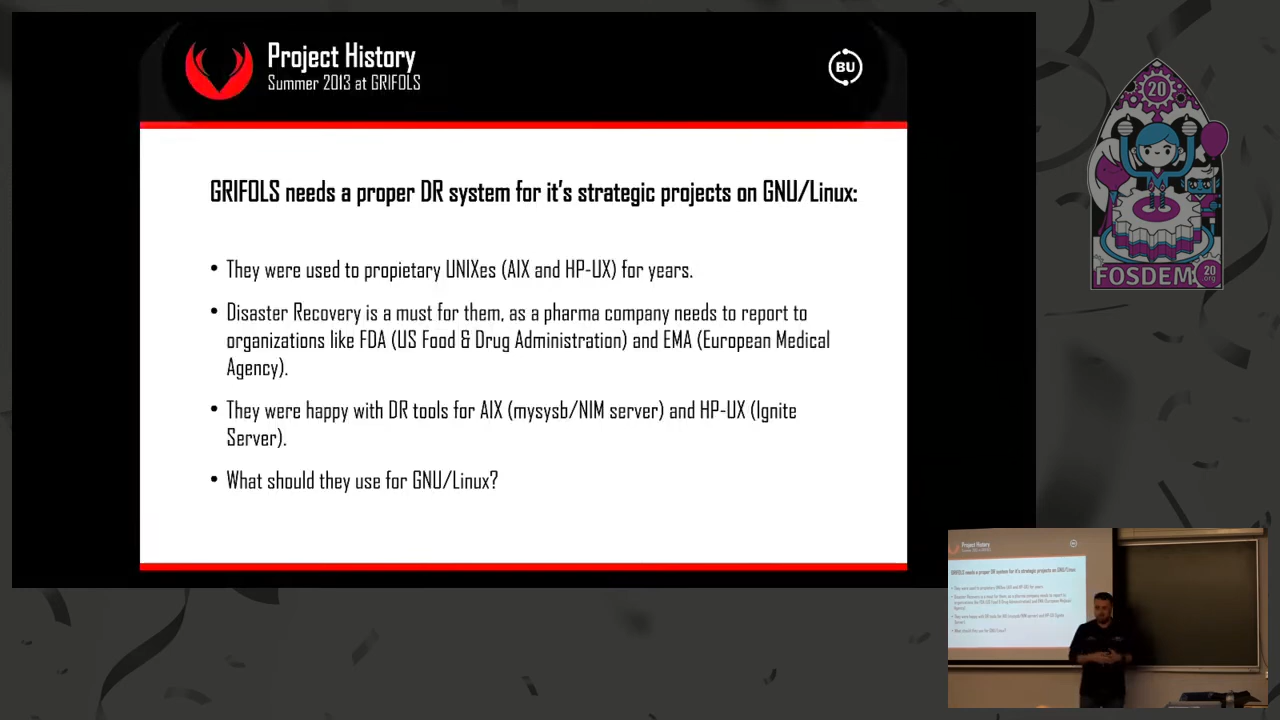 Project History
Summer 2013 at GRIFOLS
BU
GRIFOLS needs a proper DR system for it's strategic projects on GNU/Linux:
• They were used to propietary UNIXes (AIX and HP-UX) for years.
• Disaster Recovery is a must for them, as a pharma company needs to report to
organizations like FDA (US Food & Drug Administration) and EMA (European Medical
Agency).
• They were happy with DR tools for AIX (mysysb/NIM server) and HP-UX (Ignite
Server).
• What should they use for GNU/Linux?
20
FOSDEM
20
.org
Project History